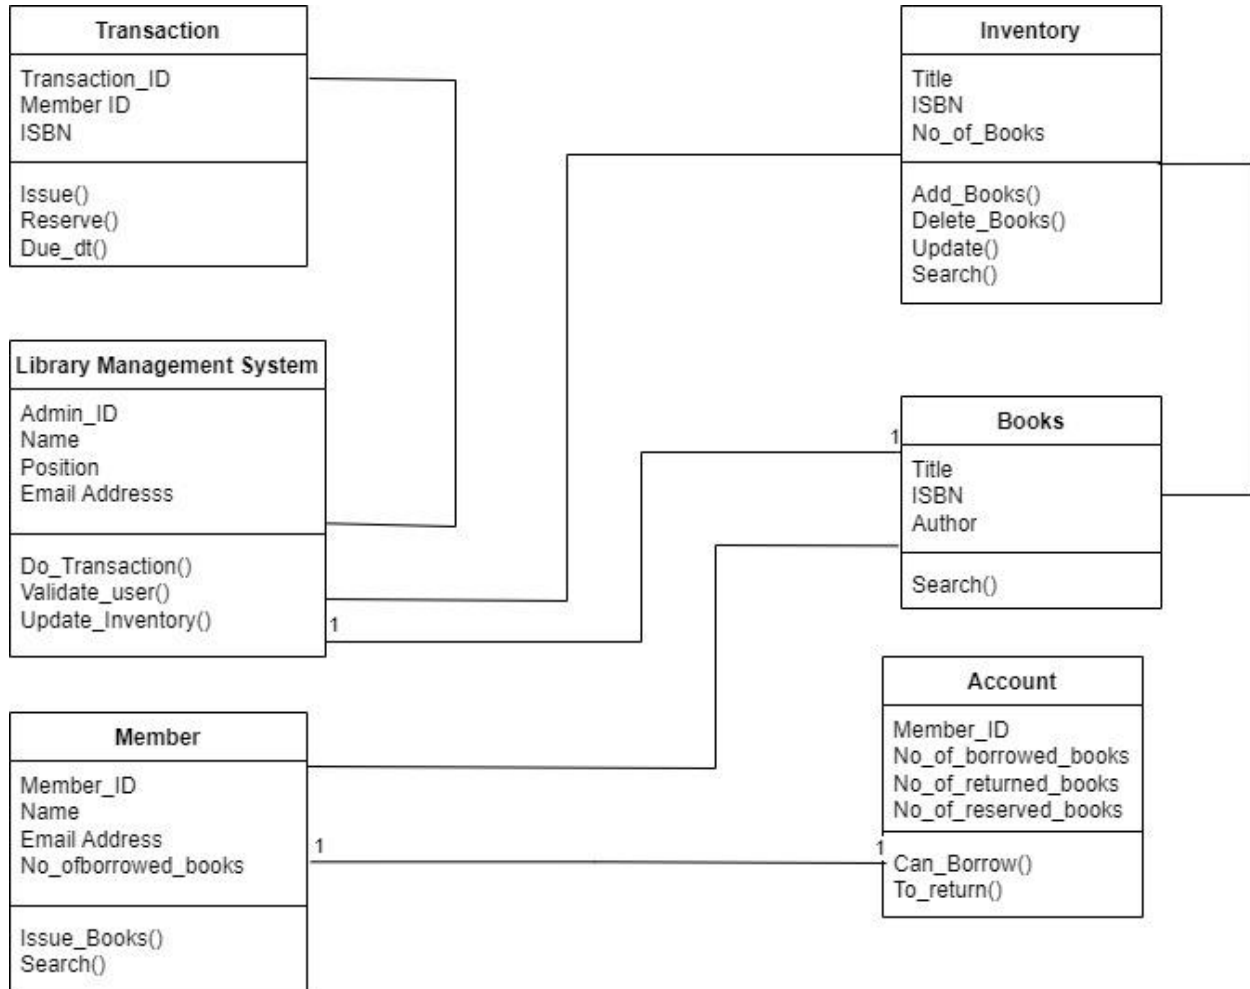 Transaction
Transaction_ID
Member ID
ISBN
Issue()
Reserve()
Due_dt()
Inventory
Title
ISBN
No_of_Books
Add_Books()
Delete_Books()
Update()
Search()
Library Management System
Admin_ID
Name
Position
Email Addresss
Do_Transaction()
Validate_user()
Update_Inventory()
1
1
Books
Title
ISBN
Author
Search()
Member
Member_ID
Name
Email Address
No_ofborrowed_books
Issue_Books()
Search()
1
1
Account
Member_ID
No_of_borrowed_books
No_of_returned_books
No_of_reserved_books
Can_Borrow()
To_return()